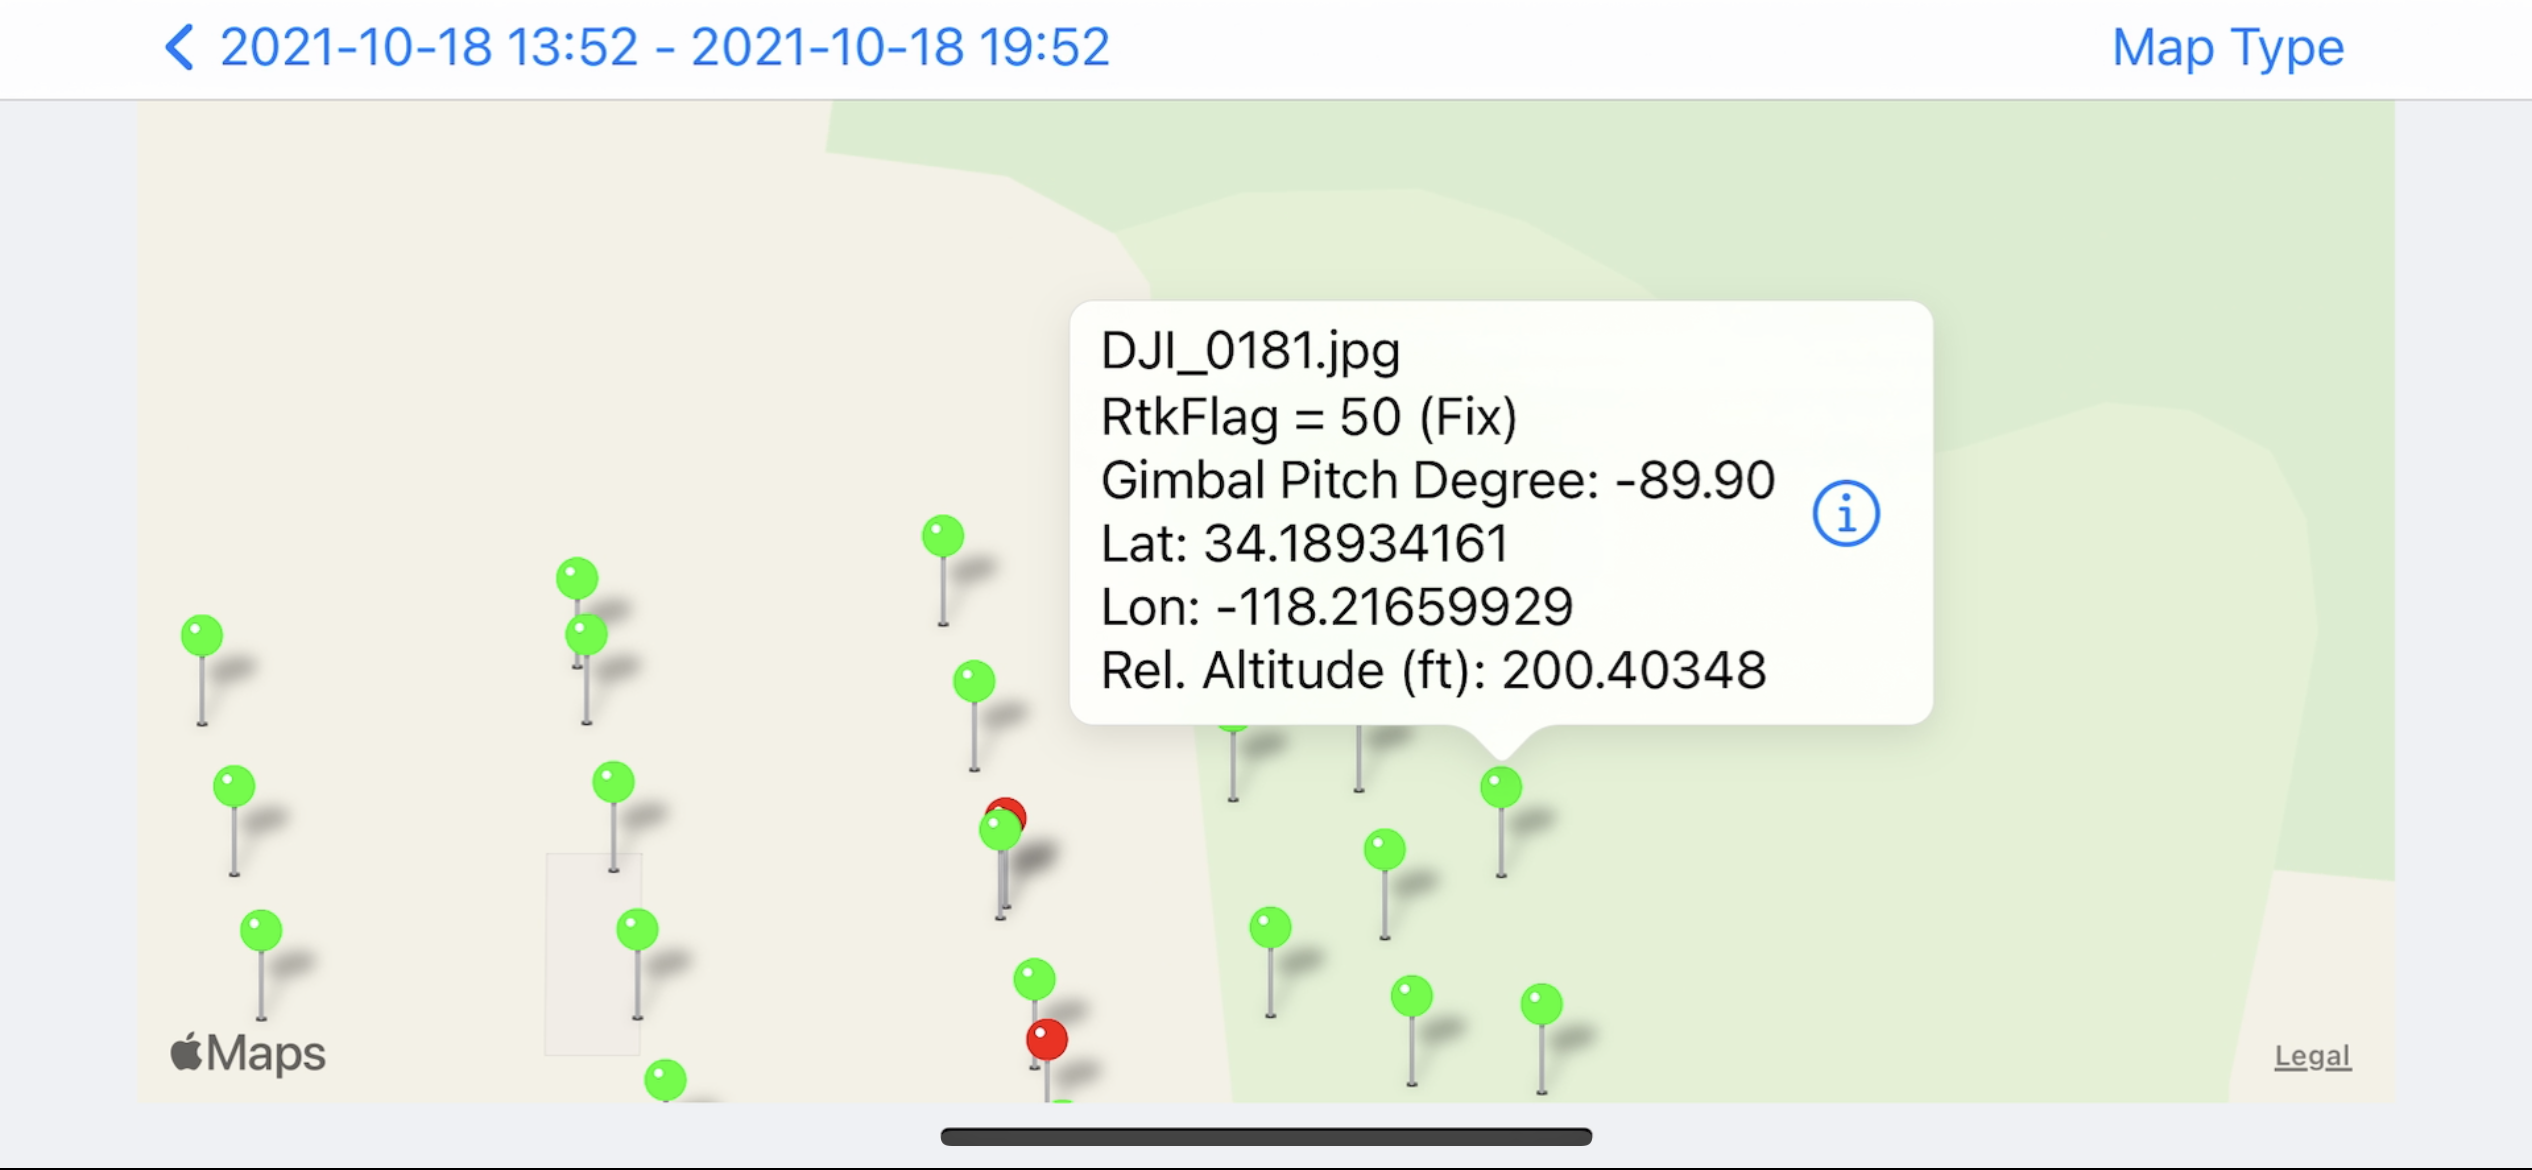 2021-10-18 13:52 - 2021-10-18 19:52
Map Type
DJI_0181.jpg
RtkFlag = 50 (Fix)
Gimbal Pitch Degree: -89.90
Lat: 34.18934161
Lon: -118.21659929
Rel. Altitude (ft): 200.40348
Maps
Legal